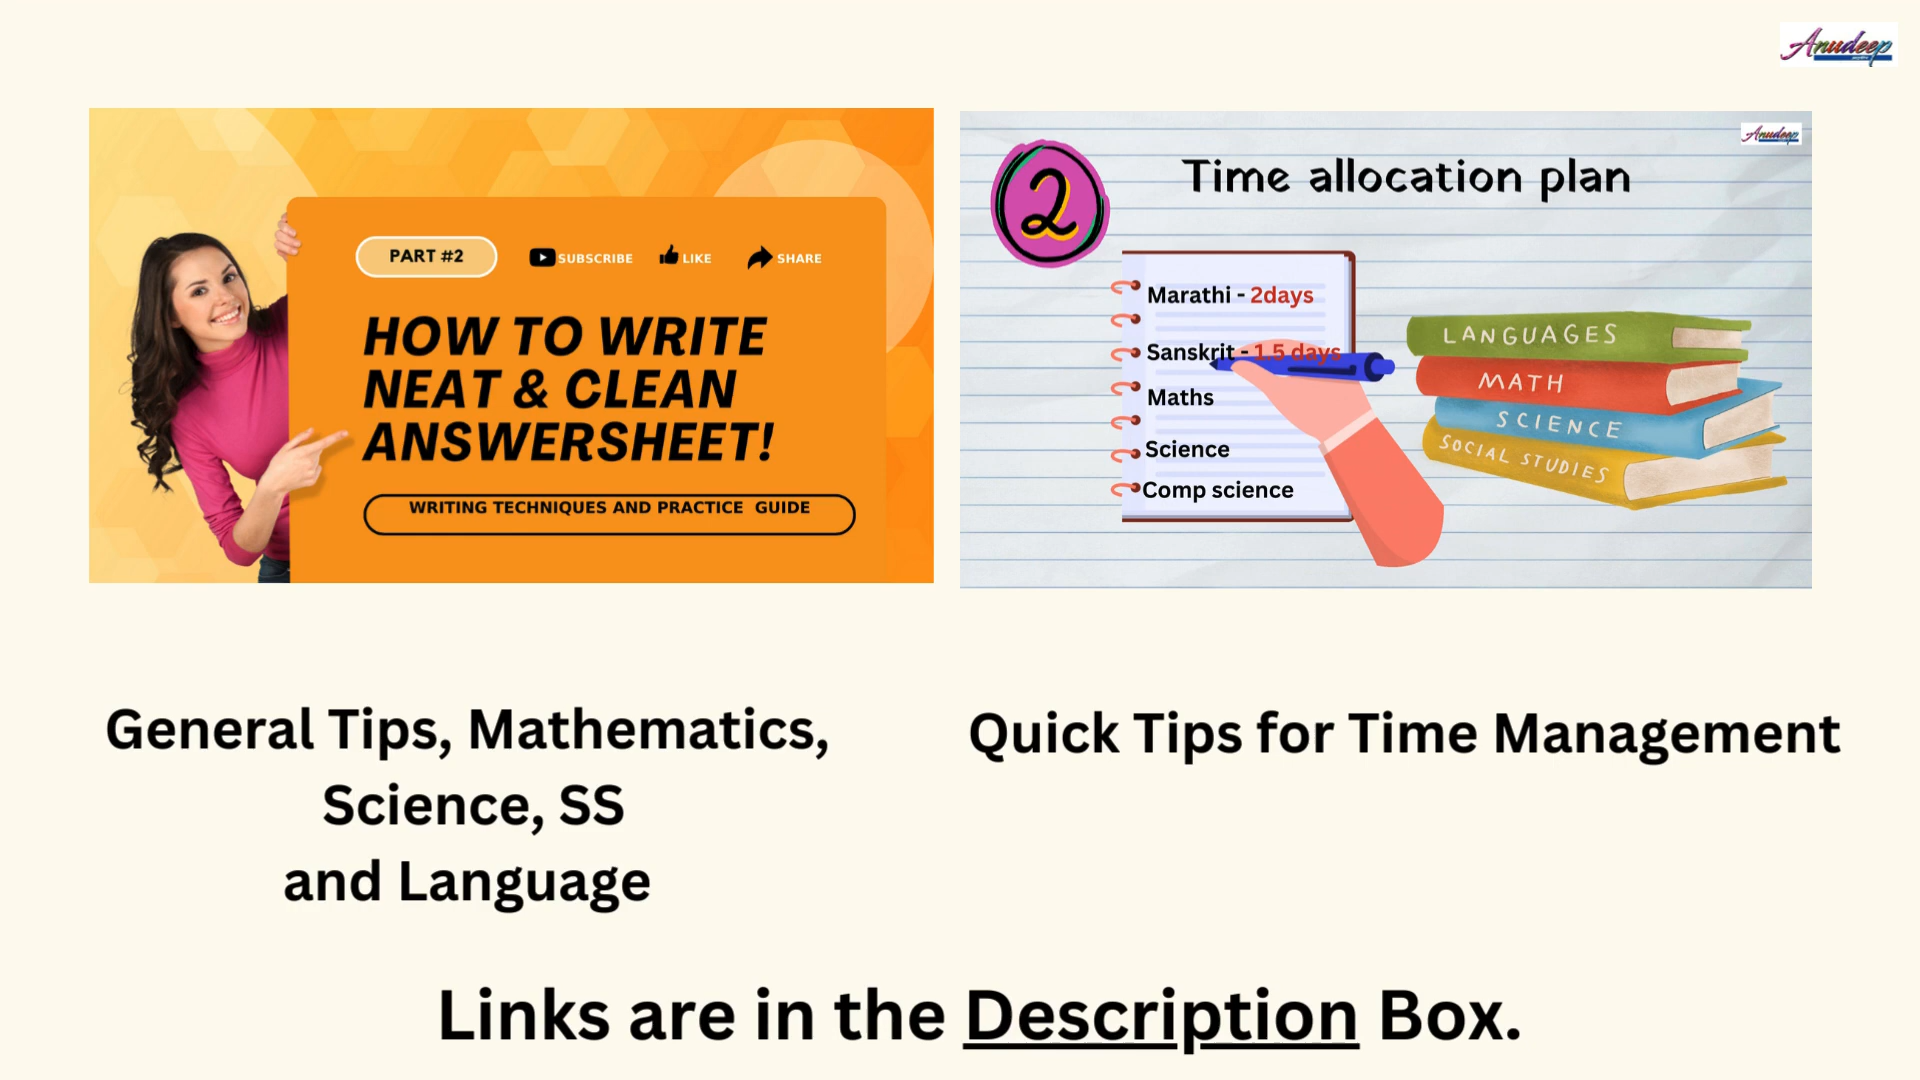 Anudeep
PART #2
SUBSCRIBE
LIKE
SHARE
HOW TO WRITE
NEAT & CLEAN
ANSWERSHEET!
WRITING TECHNIQUES AND PRACTICE GUIDE
Anudeep
2
Time allocation plan
Marathi - 2days
Sanskrit - 1.5 days
Maths
Science
Comp science
LANGUAGES
MATH
SCIENCE
SOCIAL STUDIES
General Tips, Mathematics,
Science, SS
and Language
Quick Tips for Time Management
Links are in the Description Box.